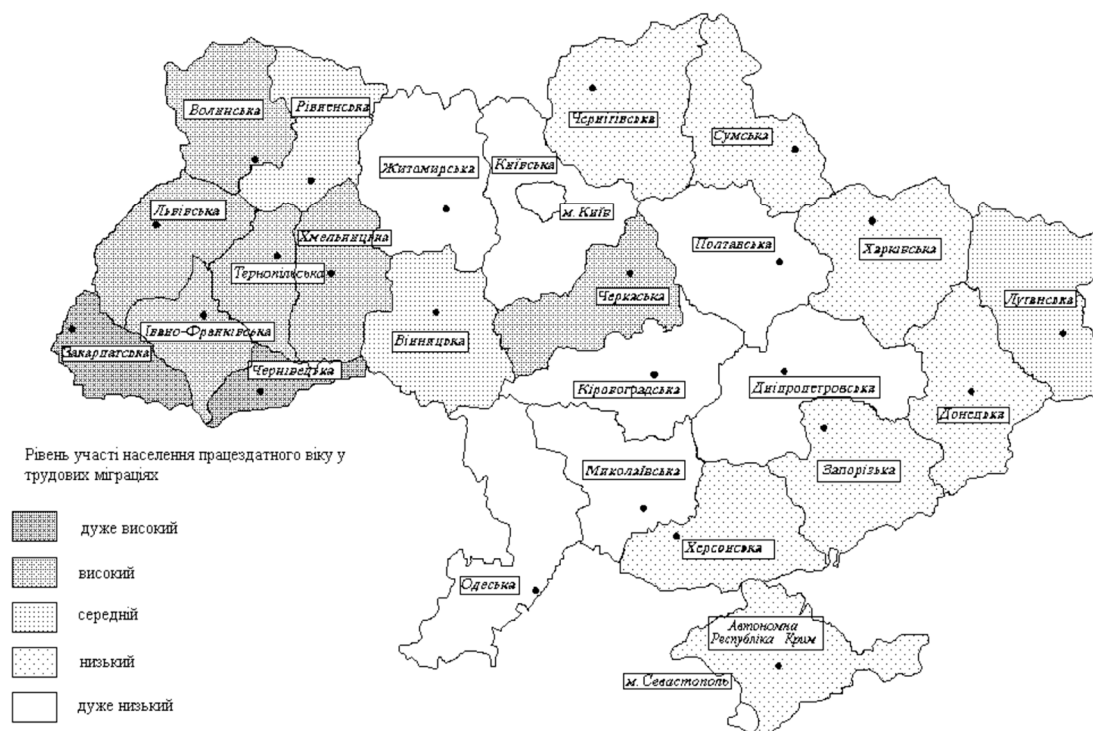 Волинська
Рівненська
Житомирська
Київська
м. Київ
Чернігівська
Сумська
Львівська
Хмельницька
Тернопільська
Івано-Франківська
Закарпатська
Чернівецька
Вінницька
Черкаська
Полтавська
Харківська
Луганська
Кіровоградська
Дніпропетровська
Донецька
Запорізька
Миколаївська
Херсонська
Одеська
Автономна
Республіка Крим
м. Севастополь
Рівень участі населення працездатного віку у
трудових міграціях
дуже високий
високий
середній
низький
дуже низький